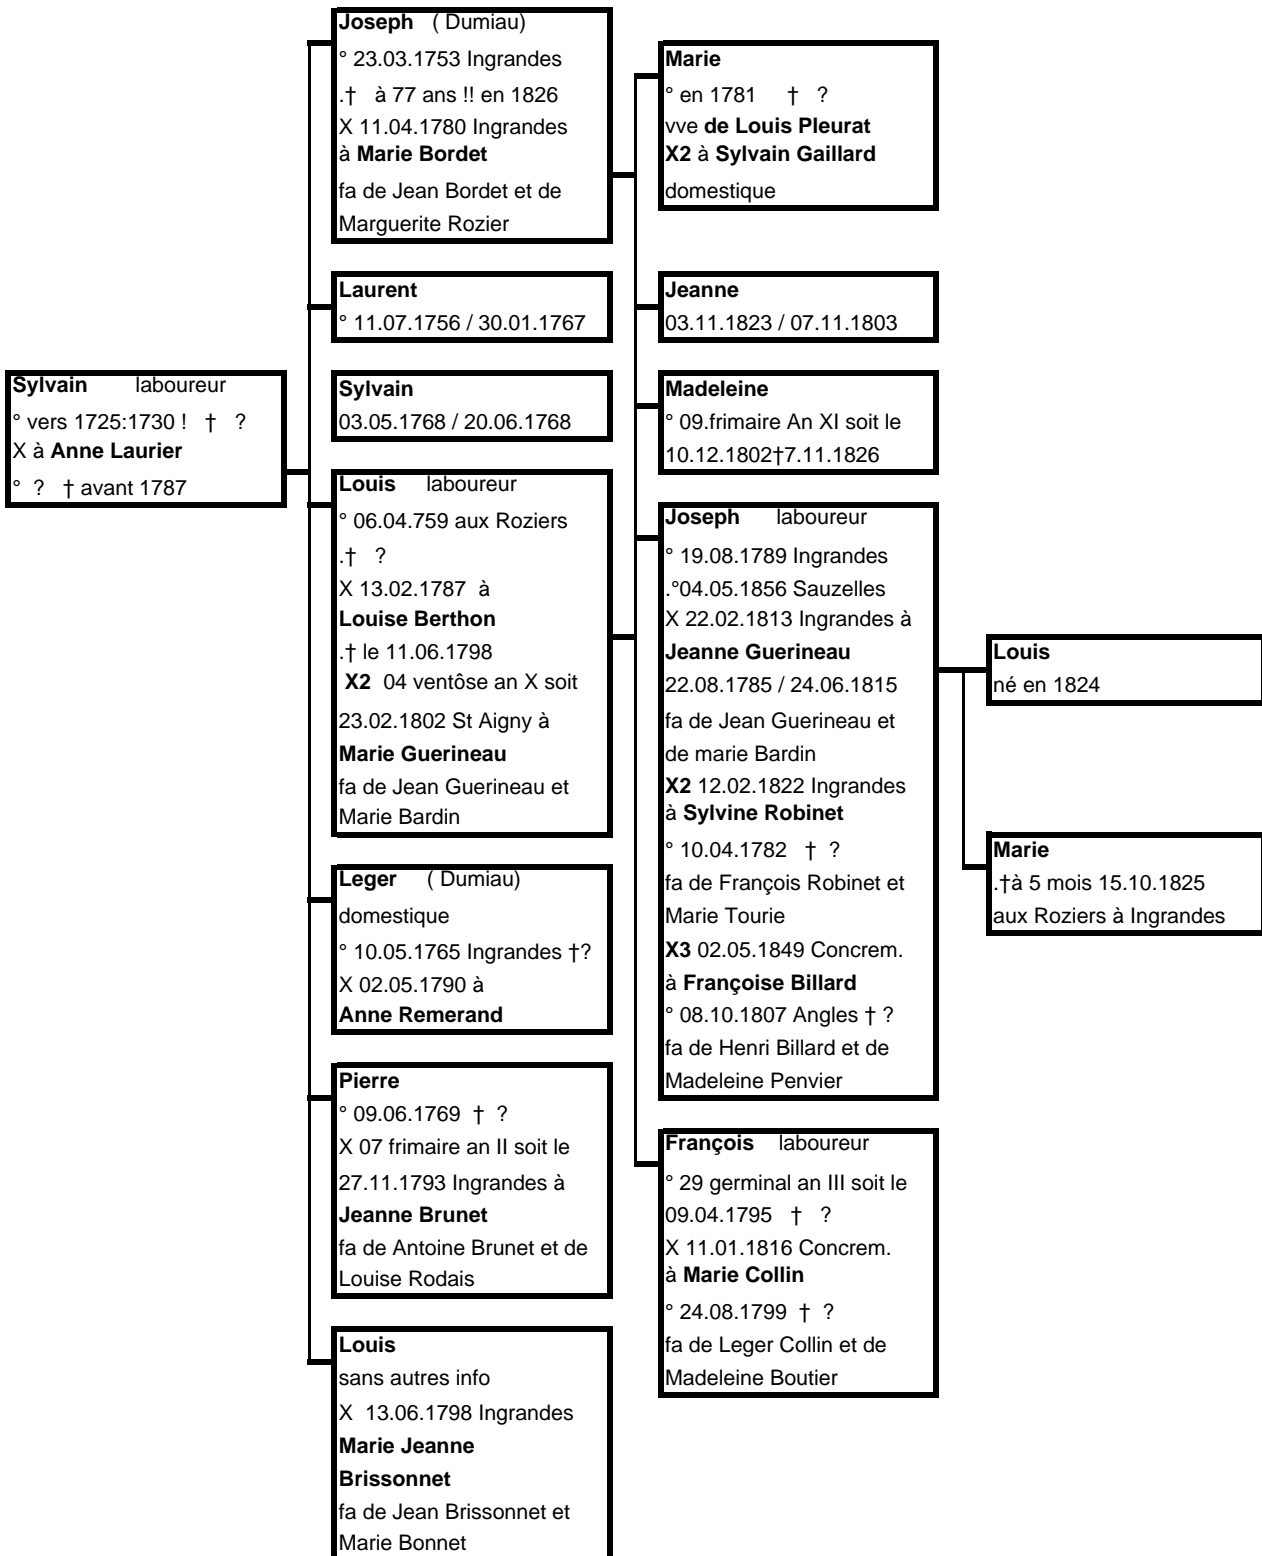 Sylvain laboureur
° vers 1725:1730 ! † ?
X à Anne Laurier
° ? † avant 1787
Joseph ( Dumiau)
° 23.03.1753 Ingrandes
.† à 77 ans !! en 1826
X 11.04.1780 Ingrandes
à Marie Bordet
fa de Jean Bordet et de
Marguerite Rozier
Laurent
° 11.07.1756 / 30.01.1767
Sylvain
03.05.1768 / 20.06.1768
Louis laboureur
° 06.04.759 aux Roziers
.† ?
X 13.02.1787 à
Louise Berthon
.† le 11.06.1798
X2 04 ventôse an X soit
23.02.1802 St Aigny à
Marie Guerineau
fa de Jean Guerineau et
Marie Bardin
Leger ( Dumiau)
domestique
° 10.05.1765 Ingrandes †?
X 02.05.1790 à
Anne Remerand
Pierre
° 09.06.1769 † ?
X 07 frimaire an II soit le
27.11.1793 Ingrandes à
Jeanne Brunet
fa de Antoine Brunet et de
Louise Rodais
Louis
sans autres info
X 13.06.1798 Ingrandes
Marie Jeanne
Brissonnet
fa de Jean Brissonnet et
Marie Bonnet
Marie
° en 1781 † ?
vve de Louis Pleurat
X2 à Sylvain Gaillard
domestique
Jeanne
03.11.1823 / 07.11.1803
Madeleine
° 09.frimaire An XI soit le
10.12.1802†7.11.1826
Joseph laboureur
° 19.08.1789 Ingrandes
.°04.05.1856 Sauzelles
X 22.02.1813 Ingrandes à
Jeanne Guerineau
22.08.1785 / 24.06.1815
fa de Jean Guerineau et
de marie Bardin
X2 12.02.1822 Ingrandes
à Sylvine Robinet
° 10.04.1782 † ?
fa de François Robinet et
Marie Tourie
X3 02.05.1849 Concrem.
à Françoise Billard
° 08.10.1807 Angles † ?
fa de Henri Billard et de
Madeleine Penvier
François laboureur
° 29 germinal an III soit le
09.04.1795 † ?
X 11.01.1816 Concrem.
à Marie Collin
° 24.08.1799 † ?
fa de Leger Collin et de
Madeleine Boutier
Louis
né en 1824
Marie
.†à 5 mois 15.10.1825
aux Roziers à Ingrandes